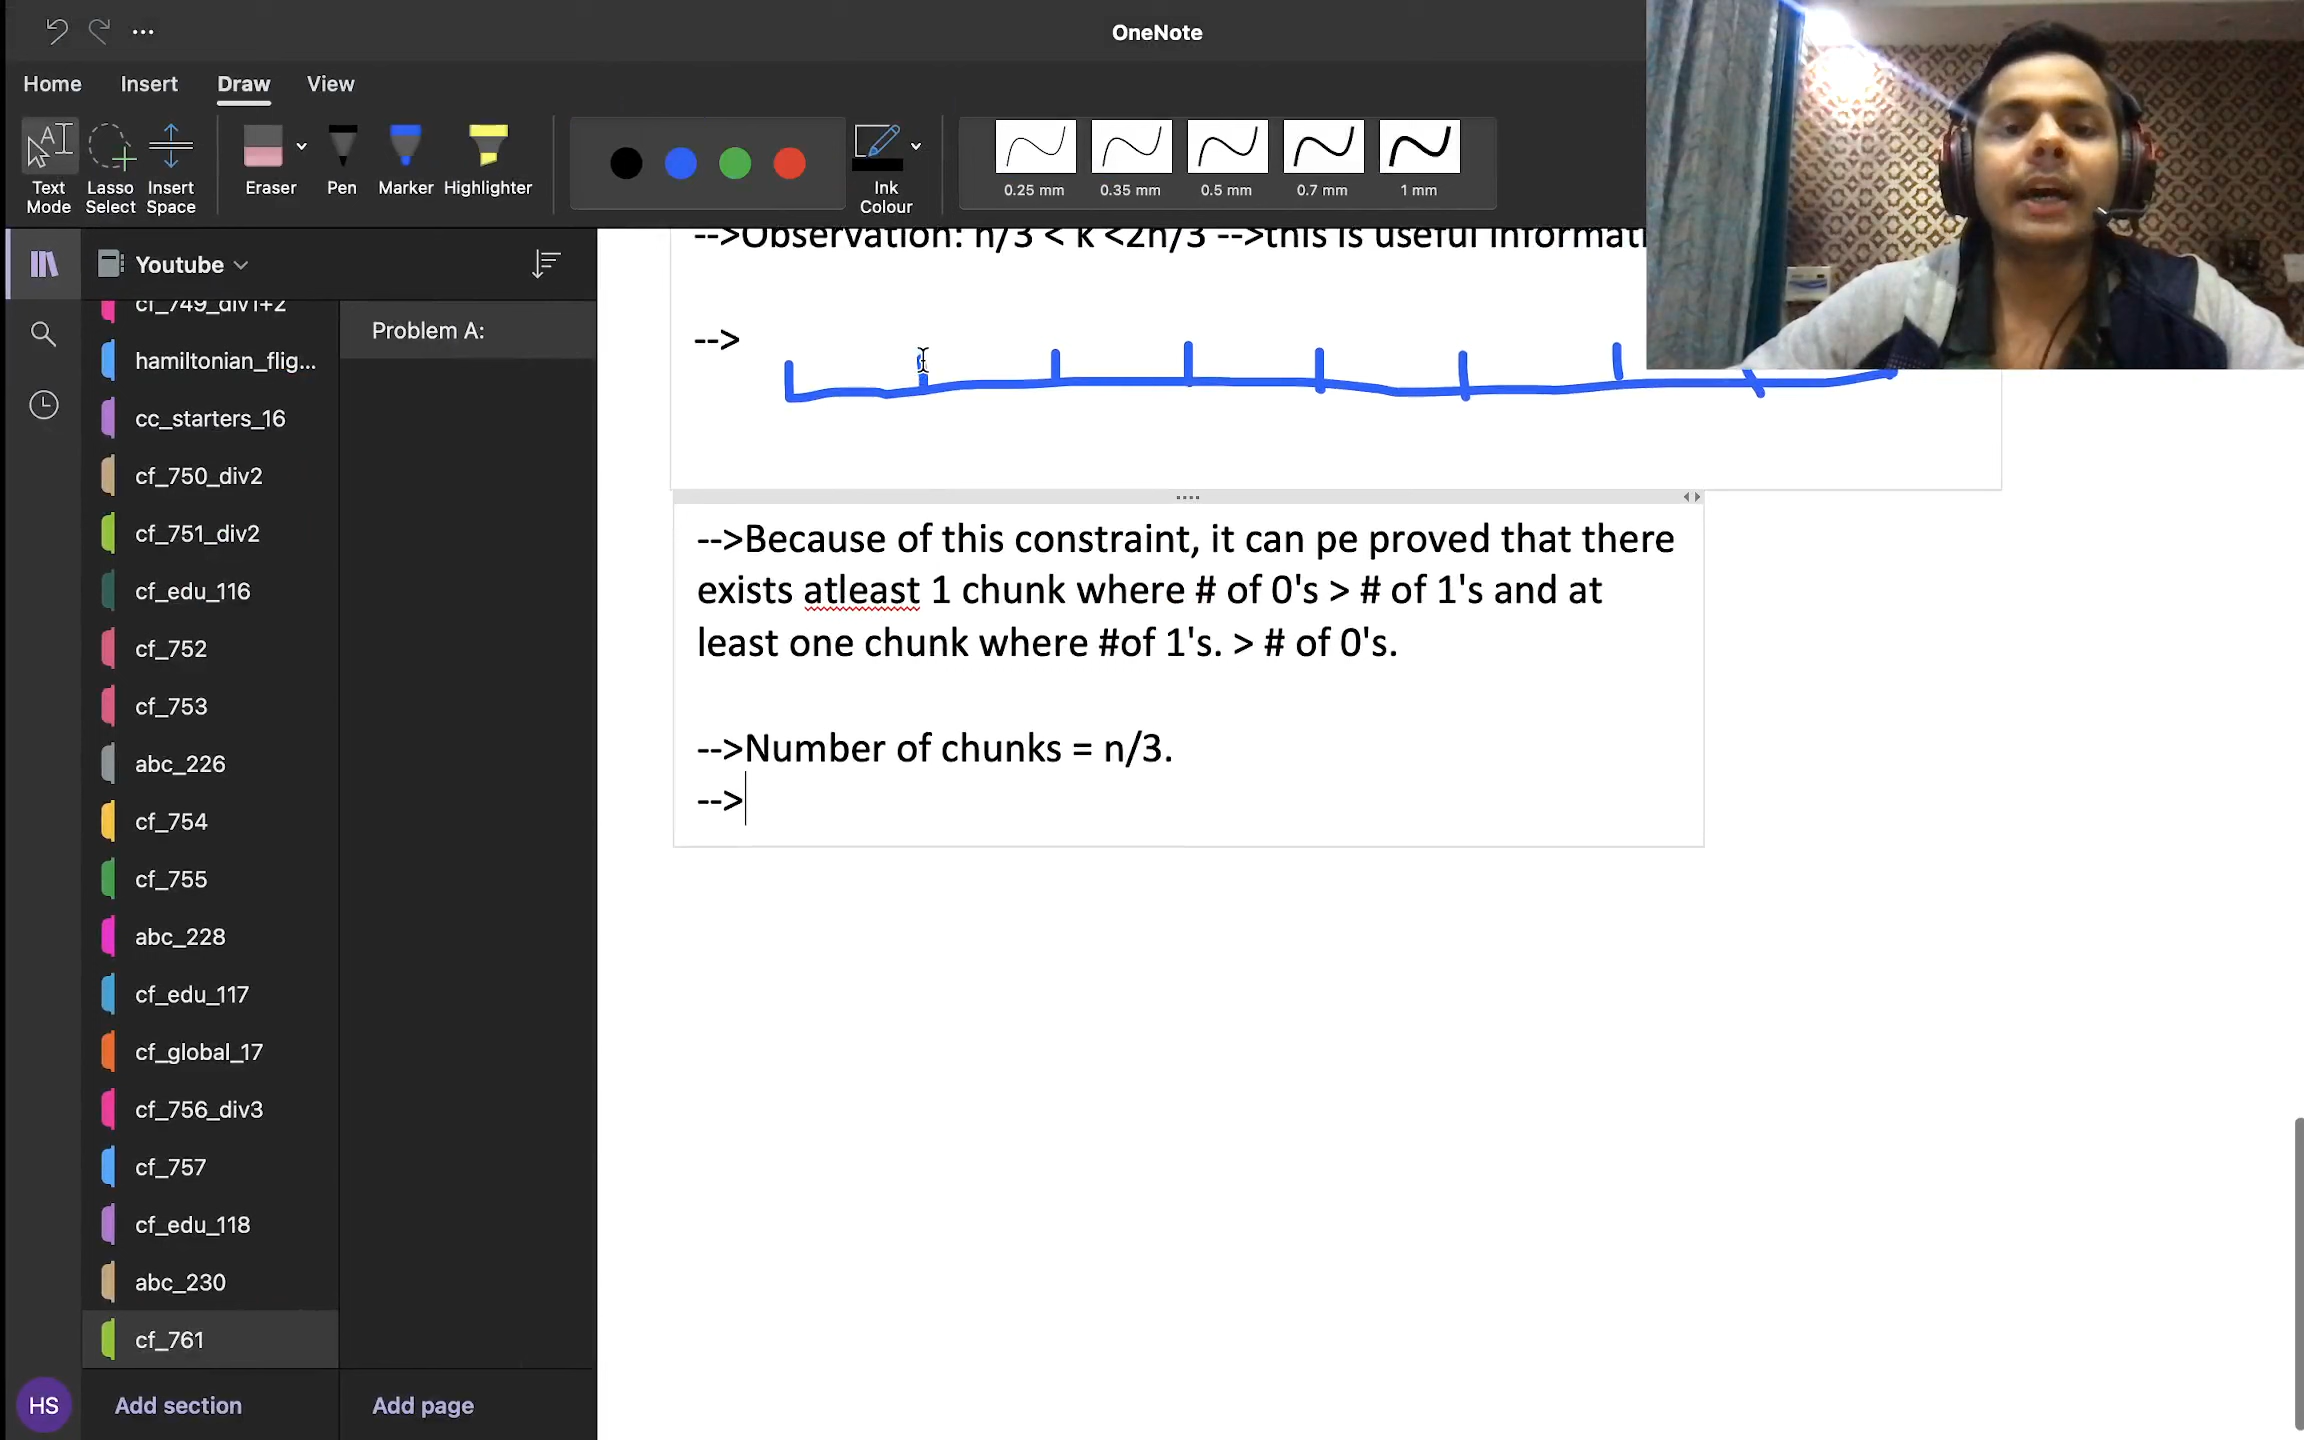 OneNote
Home Insert Draw View
Text Mode
Lasso Select
Insert Space
Eraser
Pen
Marker
Highlighter
Ink Colour
0.25 mm
0.35 mm
0.5 mm
0.7 mm
1 mm
Youtube
cf_749_div1+2
hamiltonian_flig...
cc_starters_16
cf_750_div2
cf_751_div2
cf_edu_116
cf_752
cf_753
abc_226
cf_754
cf_755
abc_228
cf_edu_117
cf_global_17
cf_756_div3
cf_757
cf_edu_118
abc_230
cf_761
HS
Add section
Problem A:
Add page
-->Observation: n/3 < k <2n/3 -->this is useful informati
-->
-->Because of this constraint, it can pe proved that there
exists atleast 1 chunk where # of 0's > # of 1's and at
least one chunk where #of 1's. > # of 0's.
-->Number of chunks = n/3.
-->